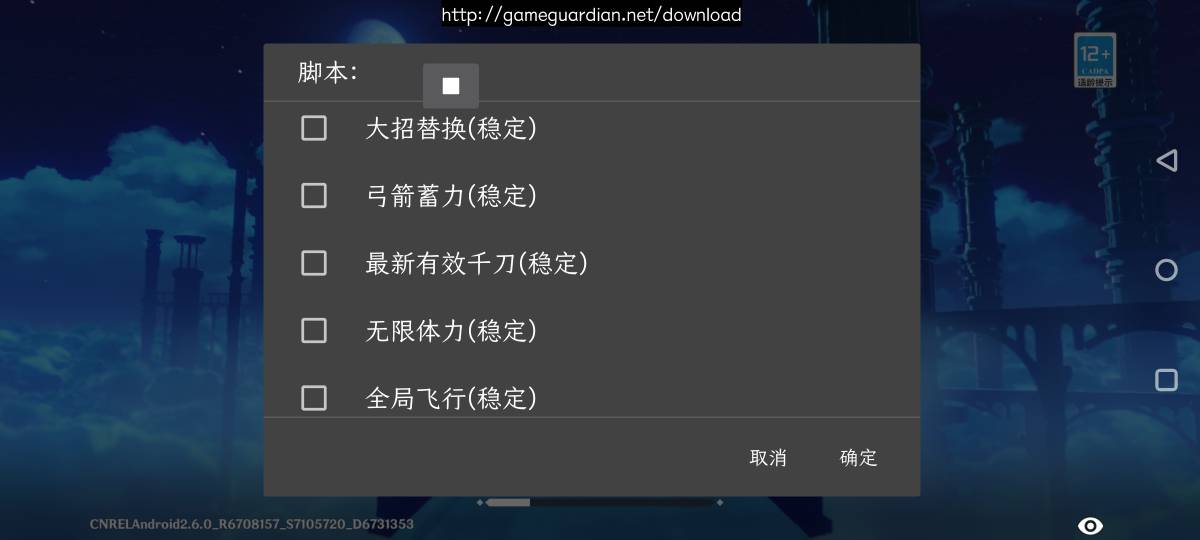 http://gameguardian.net/download
脚本：
12+
CADPA
适龄提示
大招替换(稳定)
弓箭蓄力(稳定)
最新有效千刀(稳定)
无限体力(稳定)
全局飞行(稳定)
取消 确定
CNRELAndroid2.6.0_R6708157_S7105720_D6731353